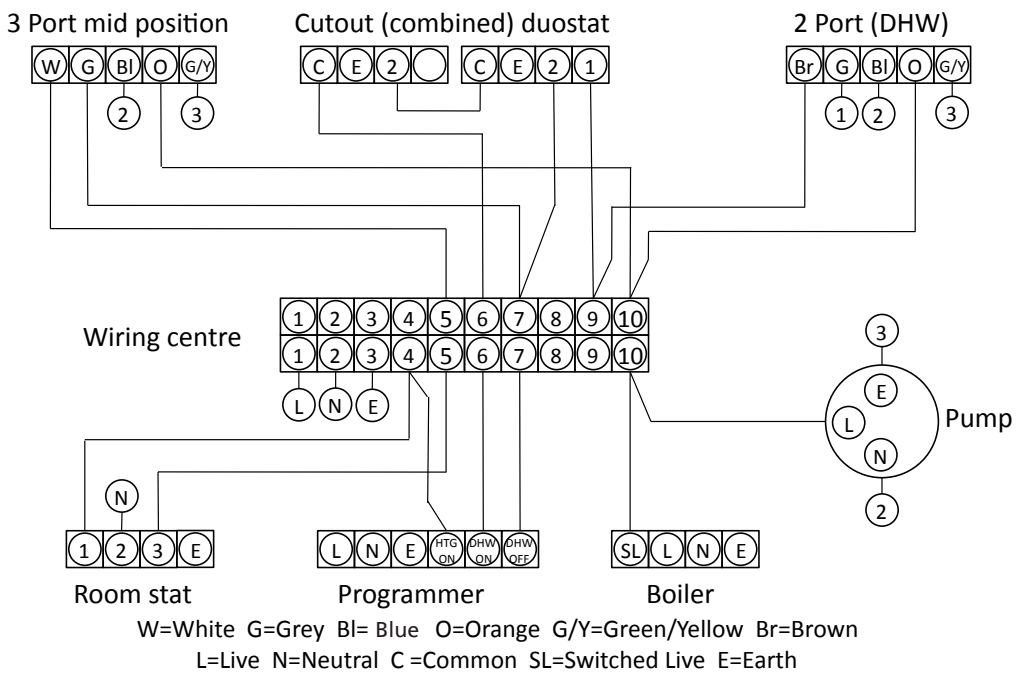 3 Port mid position
Cutout (combined) duostat
2 Port (DHW)
W G Bl O G/Y
C E 2
C E 2 1
Br G Bl O G/Y
2 3
1 2 3
Wiring centre
1 2 3 4 5 6 7 8 9 10
1 2 3 4 5 6 7 8 9 10
L N E
3
E
L
N
Pump
2
N
1 2 3 E
L N E HTG ON DHW ON DHW OFF
SL L N E
Room stat
Programmer
Boiler
W=White G=Grey Bl= Blue O=Orange G/Y=Green/Yellow Br=Brown
L=Live N=Neutral C =Common SL=Switched Live E=Earth